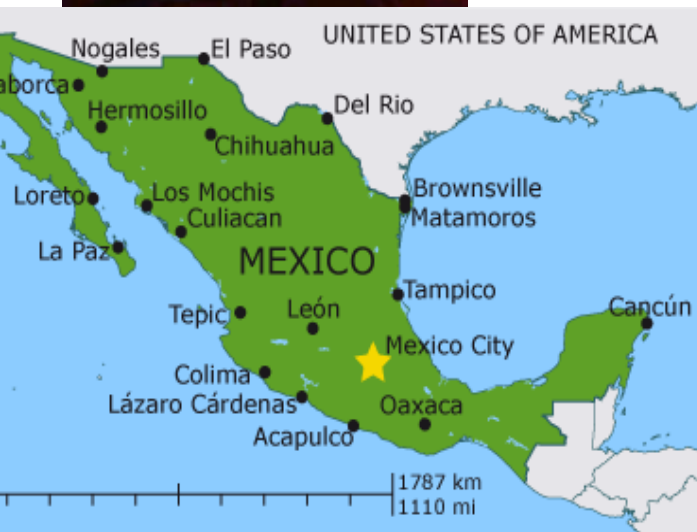 UNITED STATES OF AMERICA
Nogales
El Paso
aborca
Hermosillo
Del Rio
Chihuahua
Loreto
Los Mochis
Brownsville
Culiacan
Matamoros
La Paz
MEXICO
Tampico
Tepic
León
Cancún
Mexico City
Colima
Lázaro Cárdenas
Oaxaca
Acapulco
1787 km
1110 mi